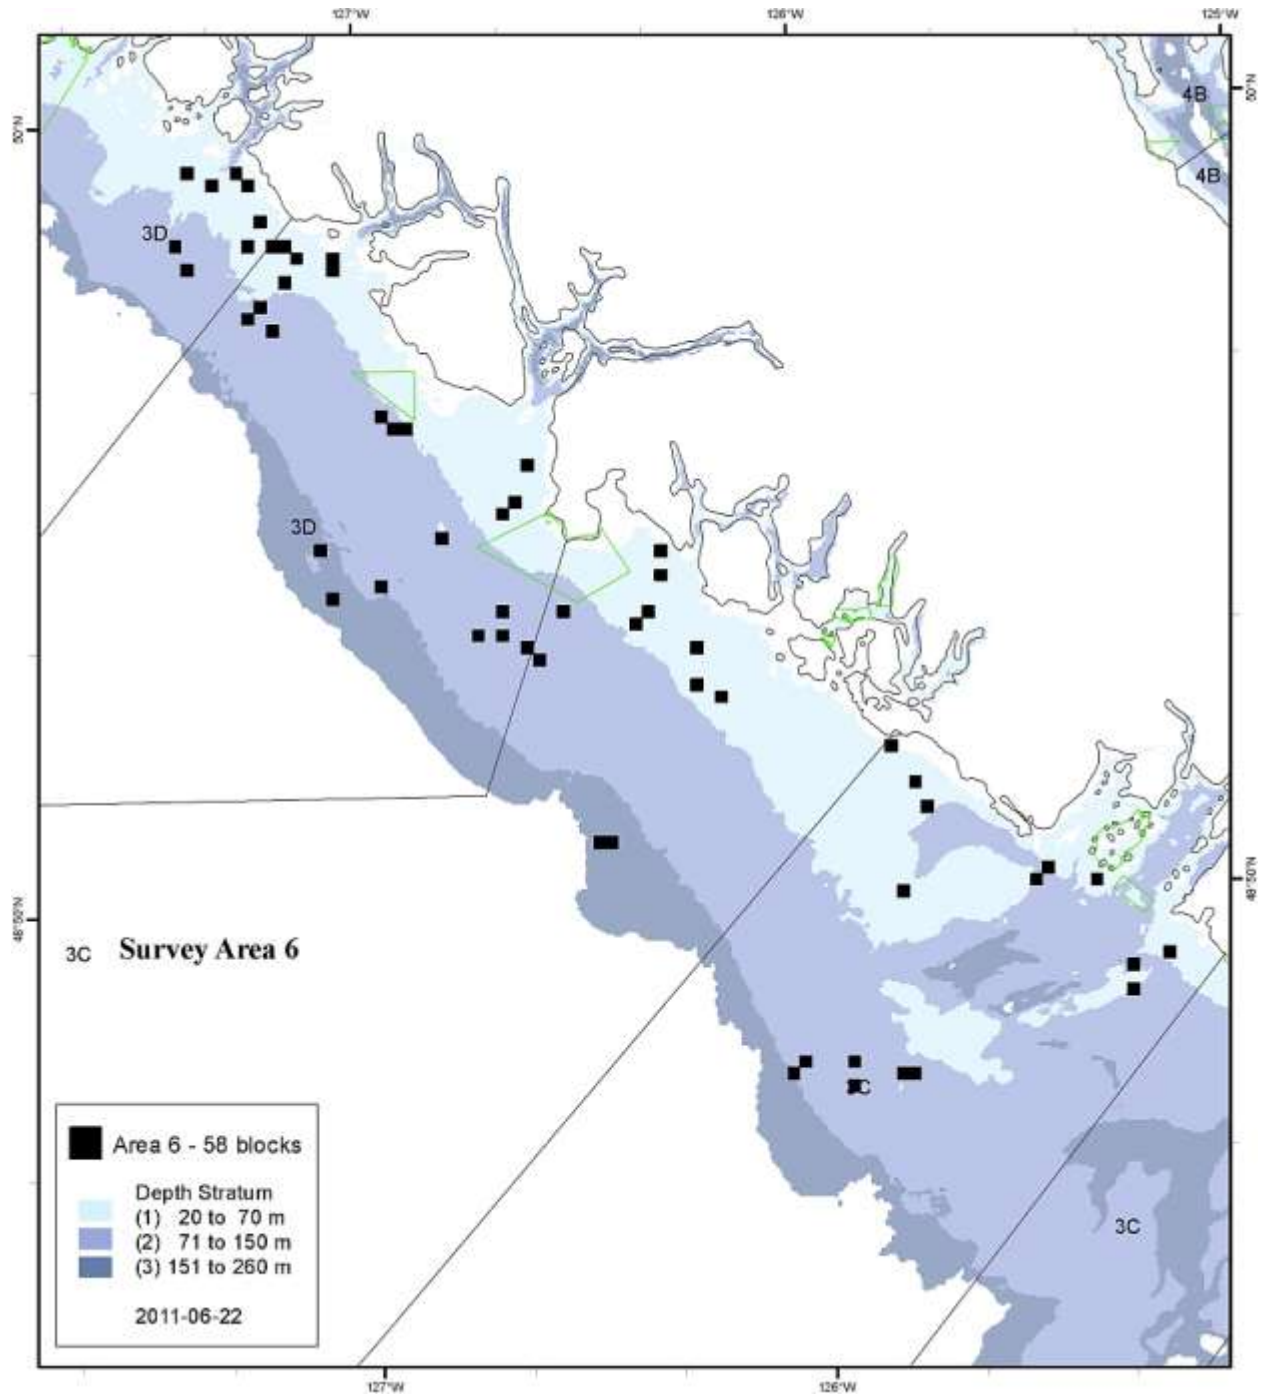 127°W
126°W
125°W
50°N
50°N
4B
4B
3D
3D
48°50'N
48°50'N
3C Survey Area 6
3C
3C
Area 6 - 58 blocks
Depth Stratum
(1) 20 to 70 m
(2) 71 to 150 m
(3) 151 to 260 m
2011-06-22
127°W
126°W